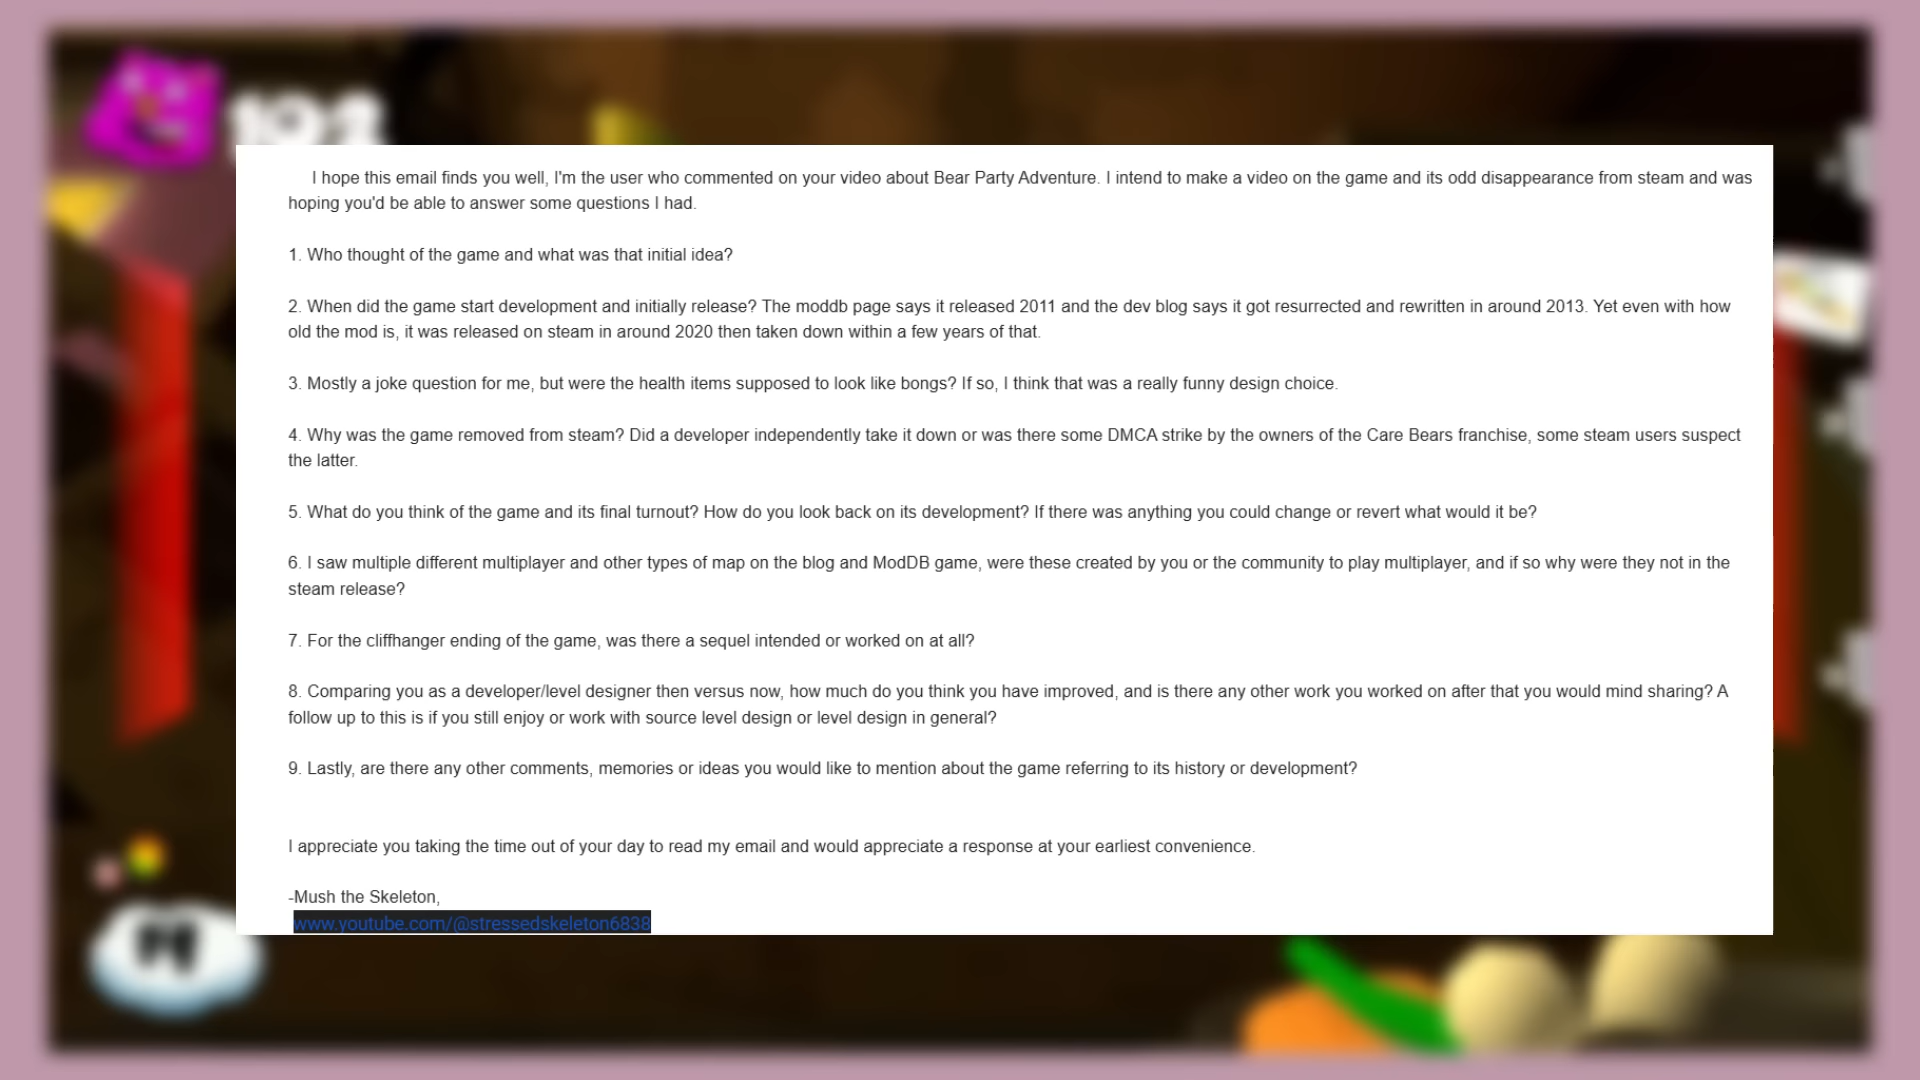 192
I hope this email finds you well, I'm the user who commented on your video about Bear Party Adventure. I intend to make a video on the game and its odd disappearance from steam and was
hoping you'd be able to answer some questions I had.
1. Who thought of the game and what was that initial idea?
2. When did the game start development and initially release? The moddb page says it released 2011 and the dev blog says it got resurrected and rewritten in around 2013. Yet even with how
old the mod is, it was released on steam in around 2020 then taken down within a few years of that.
3. Mostly a joke question for me, but were the health items supposed to look like bongs? If so, I think that was a really funny design choice.
4. Why was the game removed from steam? Did a developer independently take it down or was there some DMCA strike by the owners of the Care Bears franchise, some steam users suspect
the latter.
5. What do you think of the game and its final turnout? How do you look back on its development? If there was anything you could change or revert what would it be?
6. I saw multiple different multiplayer and other types of map on the blog and ModDB game, were these created by you or the community to play multiplayer, and if so why were they not in the
steam release?
7. For the cliffhanger ending of the game, was there a sequel intended or worked on at all?
8. Comparing you as a developer/level designer then versus now, how much do you think you have improved, and is there any other work you worked on after that you would mind sharing? A
follow up to this is if you still enjoy or work with source level design or level design in general?
9. Lastly, are there any other comments, memories or ideas you would like to mention about the game referring to its history or development?
I appreciate you taking the time out of your day to read my email and would appreciate a response at your earliest convenience.
-Mush the Skeleton,
www.youtube.com/@stressedskeleton6838